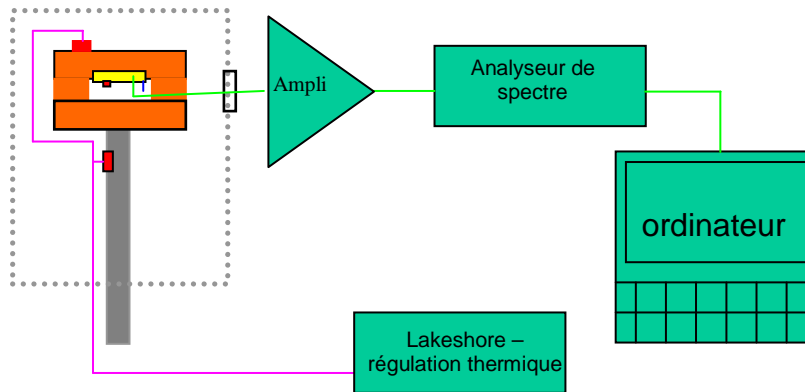 Ampli
Analyseur de
spectre
ordinateur
Lakeshore –
régulation thermique